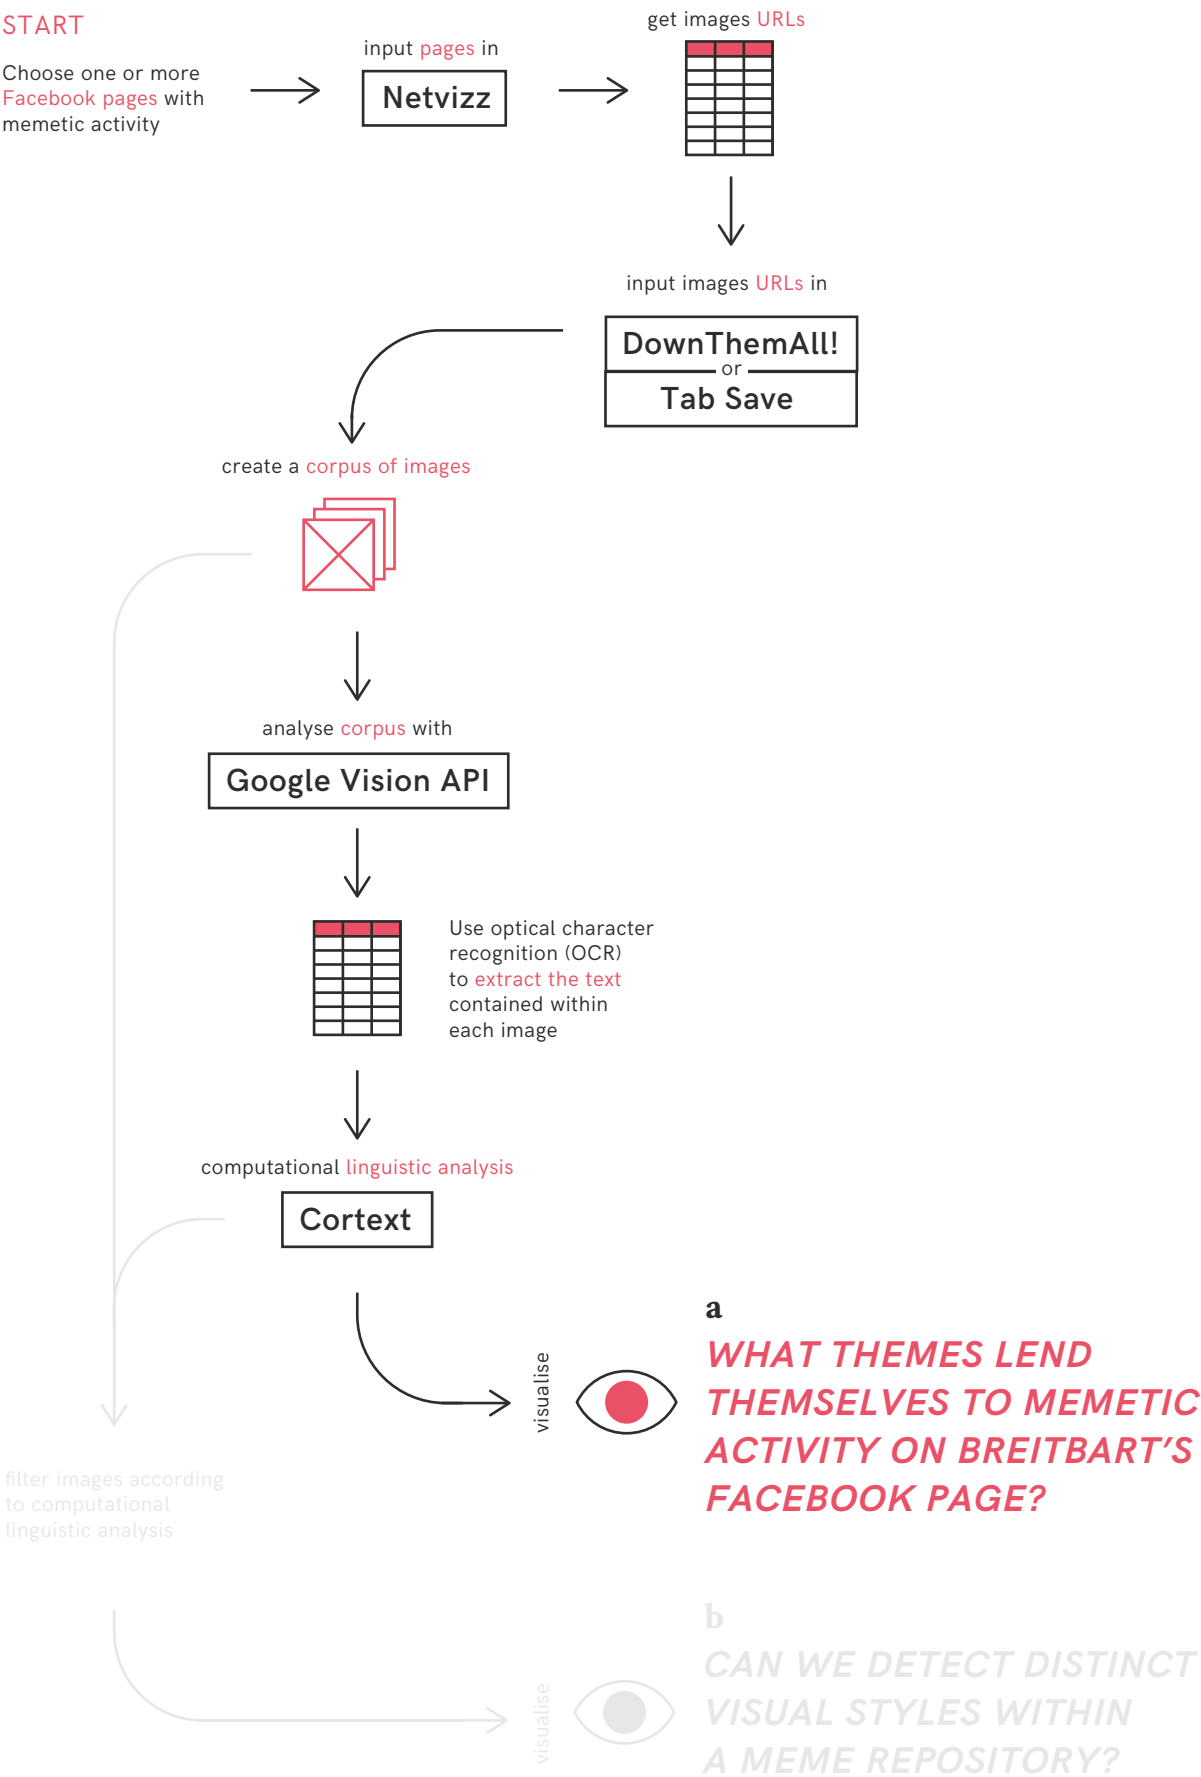 START
Choose one or more
Facebook pages with
memetic activity
input pages in
Netvizz
get images URLs
input images URLs in
DownThemAll!
or
Tab Save
create a corpus of images
analyse corpus with
Google Vision API
Use optical character
recognition (OCR)
to extract the text
contained within
each image
computational linguistic analysis
Cortext
visualise
a
WHAT THEMES LEND
THEMSELVES TO MEMETIC
ACTIVITY ON BREITBART’S
FACEBOOK PAGE?
filter images according
to computational
linguistic analysis
visualise
b
CAN WE DETECT DISTINCT
VISUAL STYLES WITHIN
A MEME REPOSITORY?